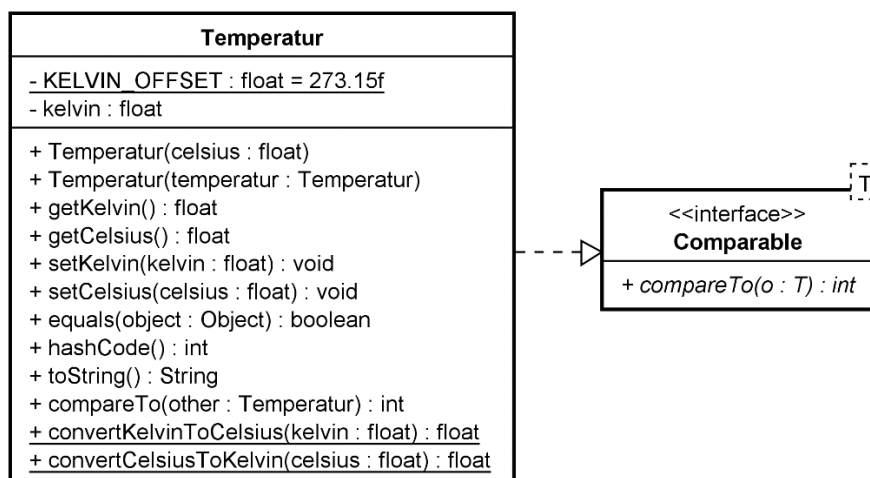 Temperatur
- KELVIN_OFFSET : float = 273.15f
- kelvin : float
+ Temperatur(celsius : float)
+ Temperatur(temperatur : Temperatur)
+ getKelvin() : float
+ getCelsius() : float
+ setKelvin(kelvin : float) : void
+ setCelsius(celsius : float) : void
+ equals(object : Object) : boolean
+ hashCode() : int
+ toString() : String
+ compareTo(other : Temperatur) : int
+ convertKelvinToCelsius(kelvin : float) : float
+ convertCelsiusToKelvin(celsius : float) : float
T
<<interface>>
Comparable
+ compareTo(o : T) : int